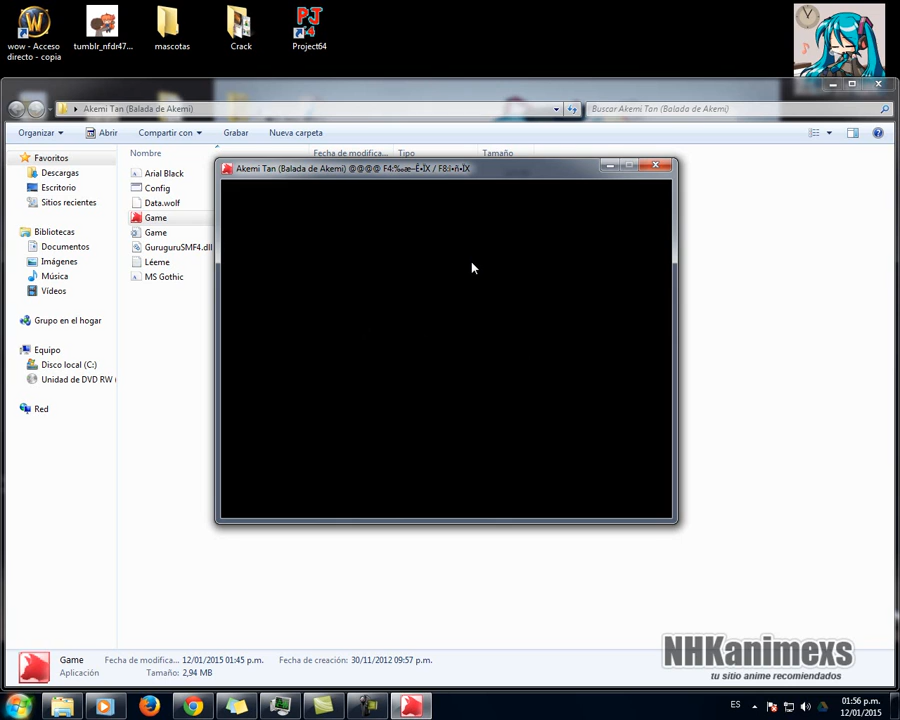 wow - Acceso
directo - copia
tumblr_nfdr47...
mascotas
Crack
Project64
Akemi Tan (Balada de Akemi)
Buscar Akemi Tan (Balada de Akemi)
Organizar
Abrir
Compartir con
Grabar
Nueva carpeta
Favoritos
Descargas
Escritorio
Sitios recientes
Bibliotecas
Documentos
Imágenes
Música
Vídeos
Grupo en el hogar
Equipo
Disco local (C:)
Unidad de DVD RW (
Red
Nombre
Fecha de modifica...
Tipo
Tamaño
Arial Black
Config
Data.wolf
Game
Game
GuruguruSMF4.dll
Léeme
MS Gothic
Akemi Tan (Balada de Akemi) @@@@
Game
Fecha de modifica... 12/01/2015 01:45 p.m.
Fecha de creación: 30/11/2012 09:57 p.m.
Aplicación
Tamaño: 2,94 MB
NHKanimexs
tu sitio anime recomiendados
ES
01:56 p.m.
12/01/2015